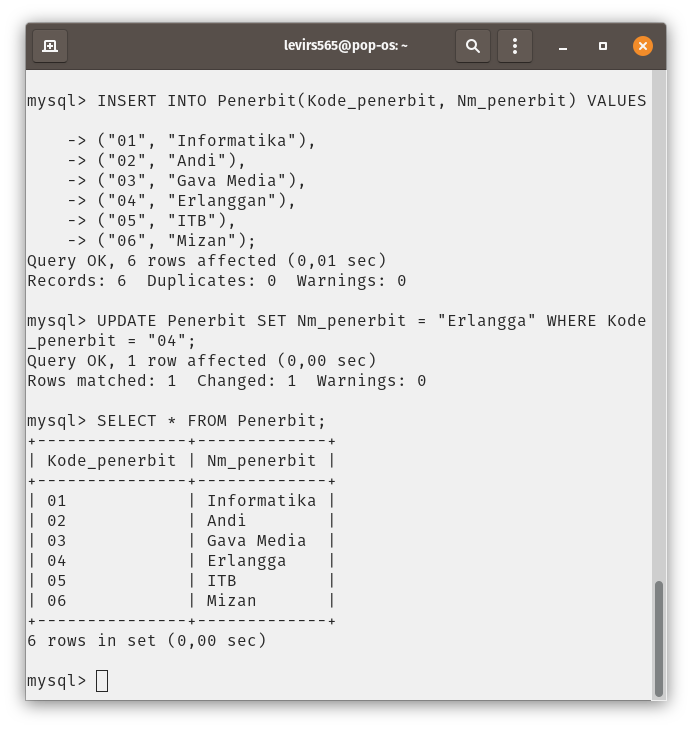 levirs565@pop-os: ~
mysql> INSERT INTO Penerbit(Kode_penerbit, Nm_penerbit) VALUES
    -> ("01", "Informatika"),
    -> ("02", "Andi"),
    -> ("03", "Gava Media"),
    -> ("04", "Erlanggan"),
    -> ("05", "ITB"),
    -> ("06", "Mizan");
Query OK, 6 rows affected (0,01 sec)
Records: 6  Duplicates: 0  Warnings: 0
mysql> UPDATE Penerbit SET Nm_penerbit = "Erlangga" WHERE Kode
_penerbit = "04";
Query OK, 1 row affected (0,00 sec)
Rows matched: 1  Changed: 1  Warnings: 0
mysql> SELECT * FROM Penerbit;
+---------------+-------------+
| Kode_penerbit | Nm_penerbit |
+---------------+-------------+
| 01            | Informatika |
| 02            | Andi        |
| 03            | Gava Media  |
| 04            | Erlangga    |
| 05            | ITB         |
| 06            | Mizan       |
+---------------+-------------+
6 rows in set (0,00 sec)
mysql>